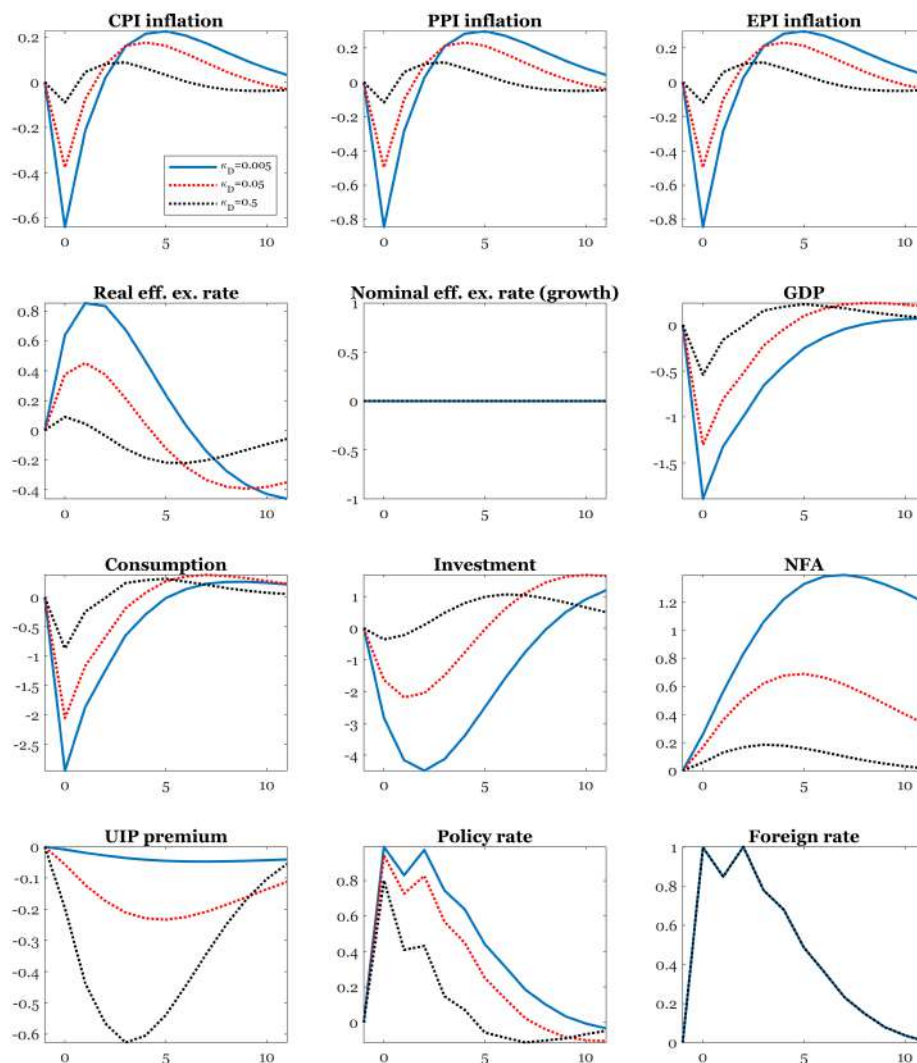 CPI inflation PPI inflation EPI inflation
0.2 0.2 0.2
0 0 0
-0.2 -0.2 -0.2
-0.4 -0.4 -0.4
-0.6 -0.6 -0.6
-0.8 -0.8
κD=0.005
κD=0.05
κD=0.5
0 5 10 0 5 10 0 5 10
Real eff. ex. rate Nominal eff. ex. rate (growth) GDP
0.8 1 0
0.6 0.5 -0.5
0.4 0 -1
0.2 -0.5 -1.5
0 -1
-0.2
-0.4
0 5 10 0 5 10 0 5 10
Consumption Investment NFA
0 1 1.2
-0.5 0 1
-1 -1 0.8
-1.5 -2 0.6
-2 -3 0.4
-2.5 -4 0.2
0
0 5 10 0 5 10 0 5 10
UIP premium Policy rate Foreign rate
0 0.8 1
-0.1 0.6 0.8
-0.2 0.4 0.6
-0.3 0.2 0.4
-0.4 0 0.2
-0.5 0
-0.6
0 5 10 0 5 10 0 5 10